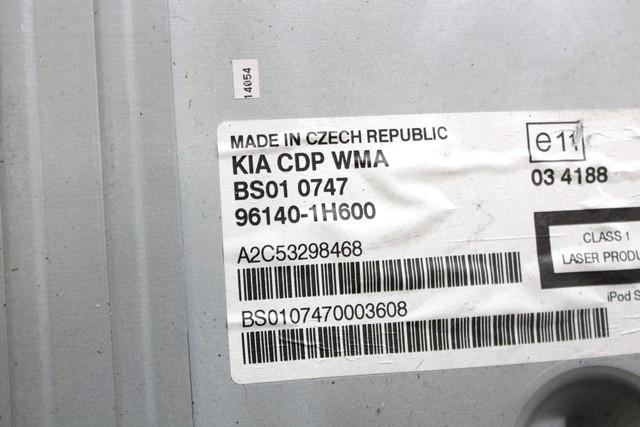 14054
MADE IN CZECH REPUBLIC
KIA CDP WMA
BS01 0747
96140-1H600
e11
03 4188
CLASS 1
LASER PRODU
iPod S
A2C53298468
BS0107470003608